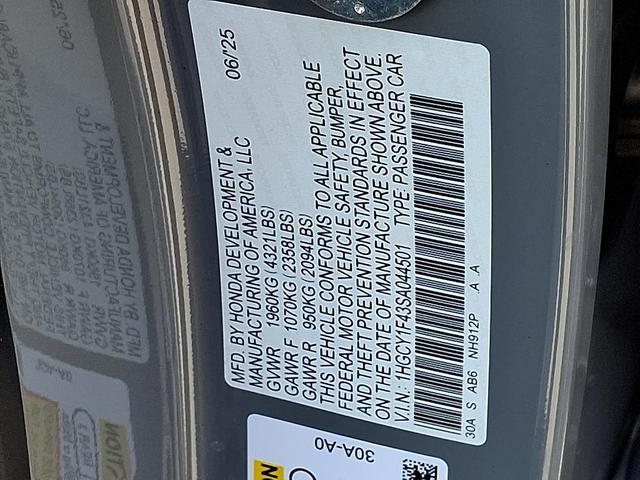 MFD. BY HONDA DEVELOPMENT & 06/'25
MANUFACTURING OF AMERICA, LLC
GVWR 1960KG (4321LBS)
GAWR F 1070KG (2358LBS)
GAWR R 950KG (2094LBS)
THIS VEHICLE CONFORMS TO ALL APPLICABLE
FEDERAL MOTOR VEHICLE SAFETY, BUMPER,
AND THEFT PREVENTION STANDARDS IN EFFECT
ON THE DATE OF MANUFACTURE SHOWN ABOVE.
V.I.N.: 1HGCY1F43SA044501 TYPE: PASSENGER CAR
30A S AB6 NH912P A A
30A-A0